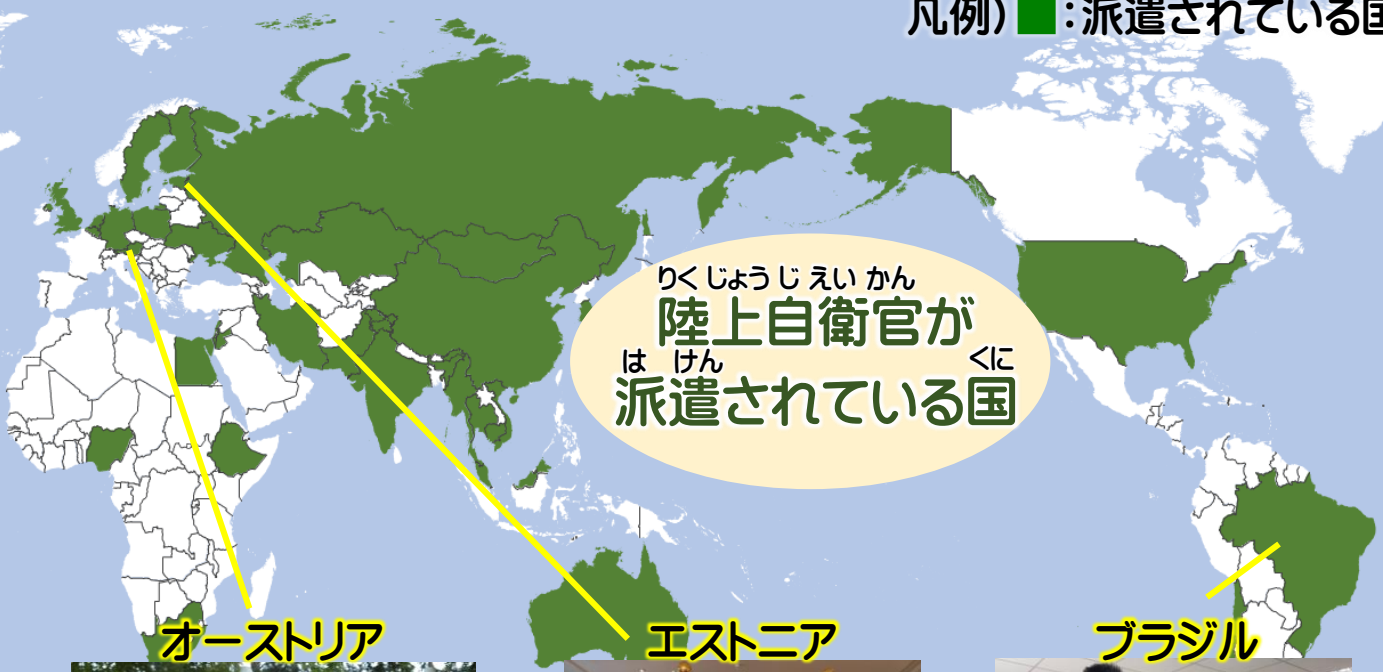 凡例）■：派遣されている国
りくじょうじえいかん
陸上自衛官が
はけん くに
派遣されている国
オーストリア
エストニア
ブラジル